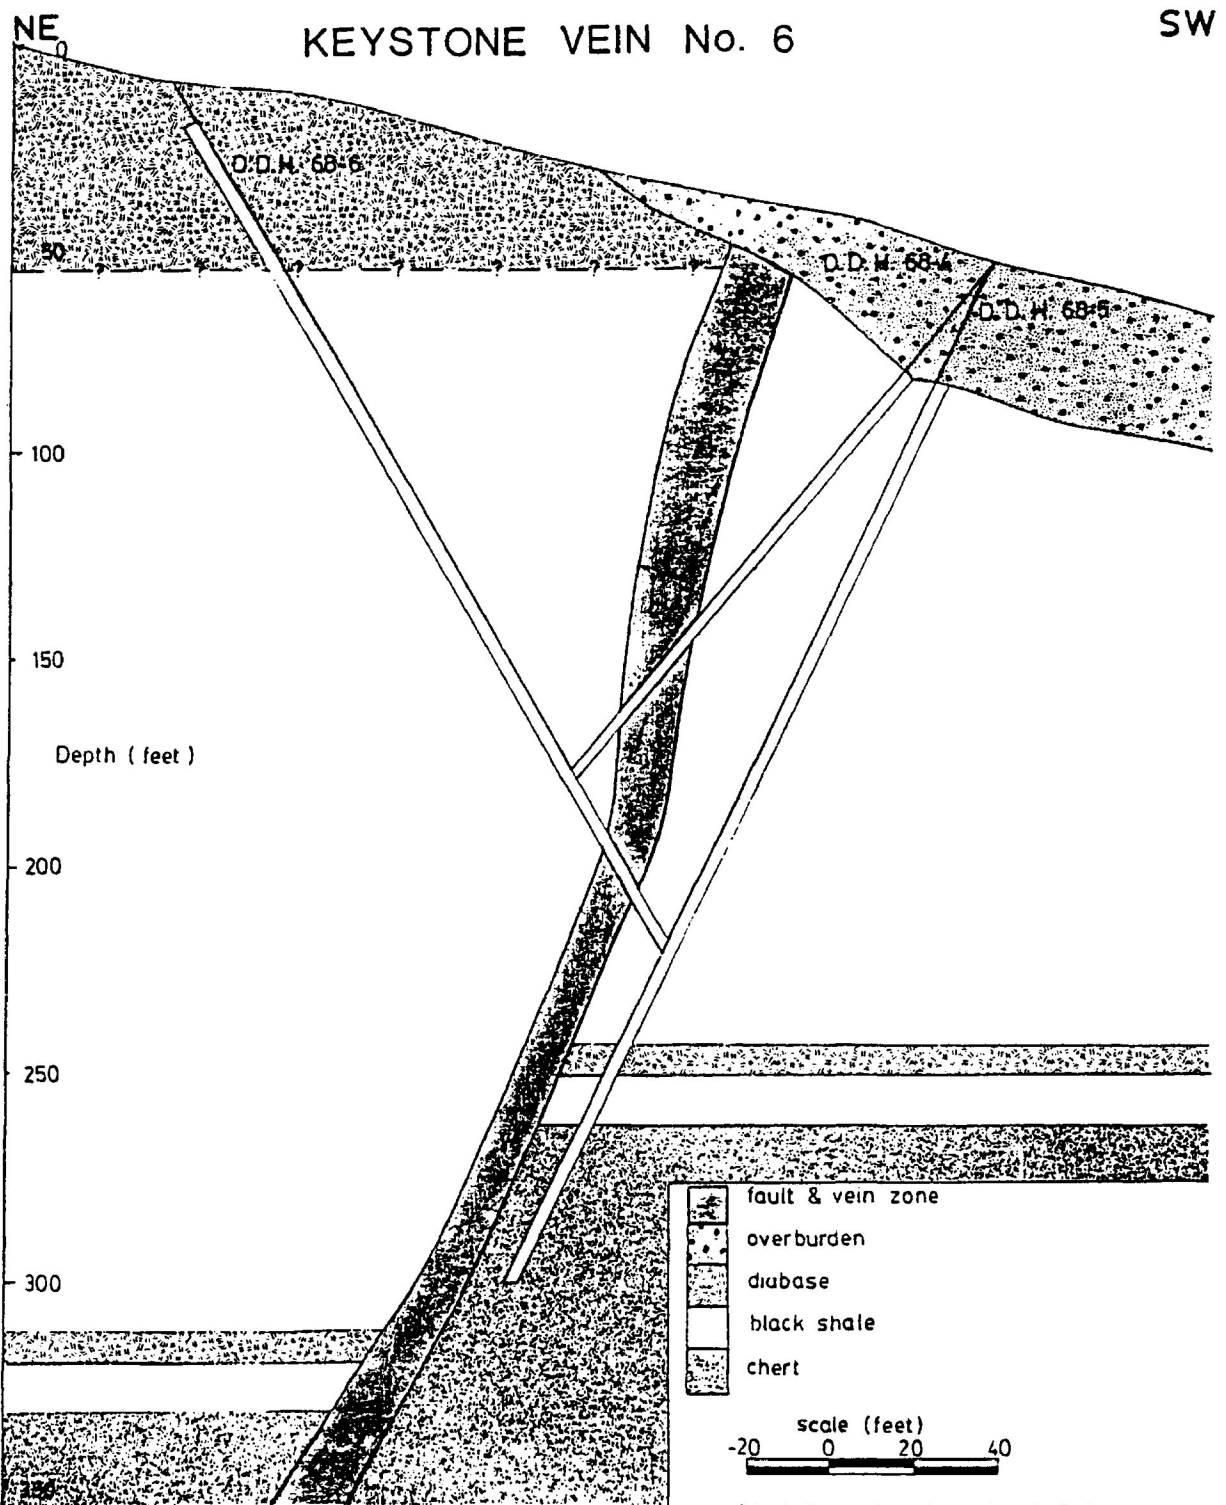 NE
KEYSTONE VEIN No. 6
SW
0
D.D.H. 68-6
50
? ? ? ? ? ? ?
D.D.H. 68-4
D.D.H. 68-5
100
150
Depth ( feet )
200
250
fault & vein zone
overburden
diabase
300
black shale
chert
scale (feet)
-20 0 20 40
350